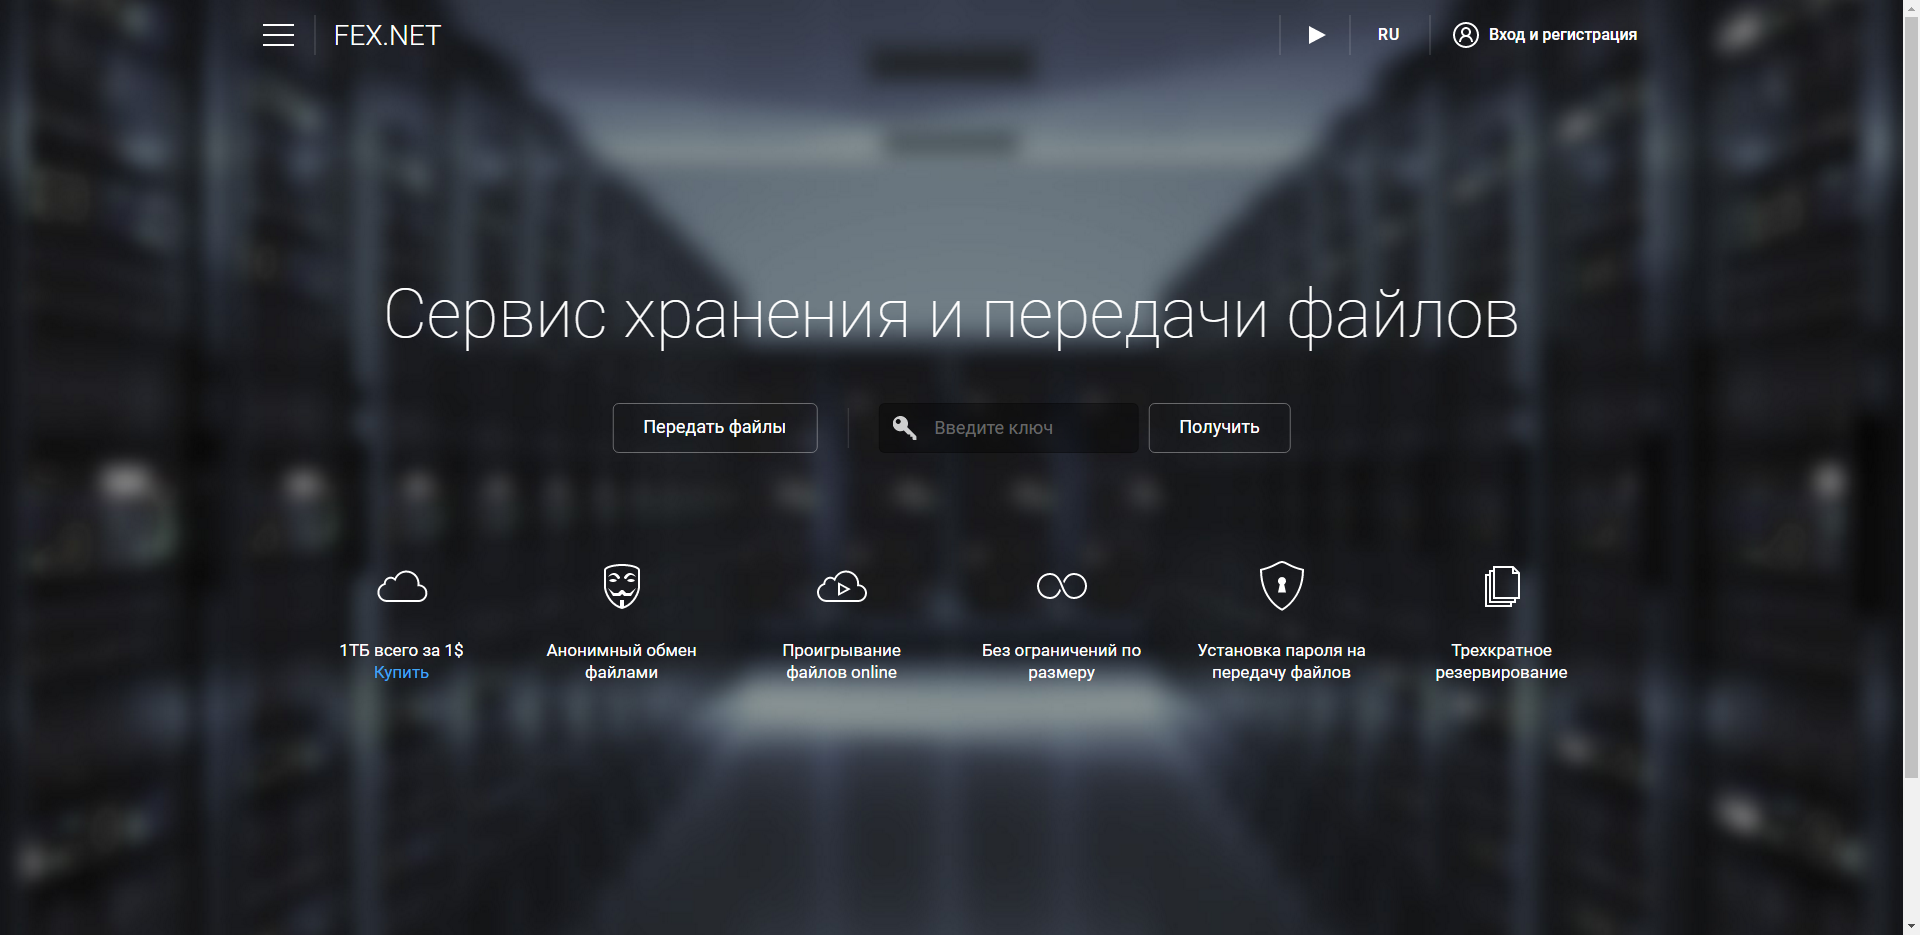 FEX.NET
RU
Вход и регистрация
Сервис хранения и передачи файлов
Передать файлы
Введите ключ
Получить
1ТБ всего за 1$
Купить
Анонимный обмен
файлами
Проигрывание
файлов online
Без ограничений по
размеру
Установка пароля на
передачу файлов
Трехкратное
резервирование